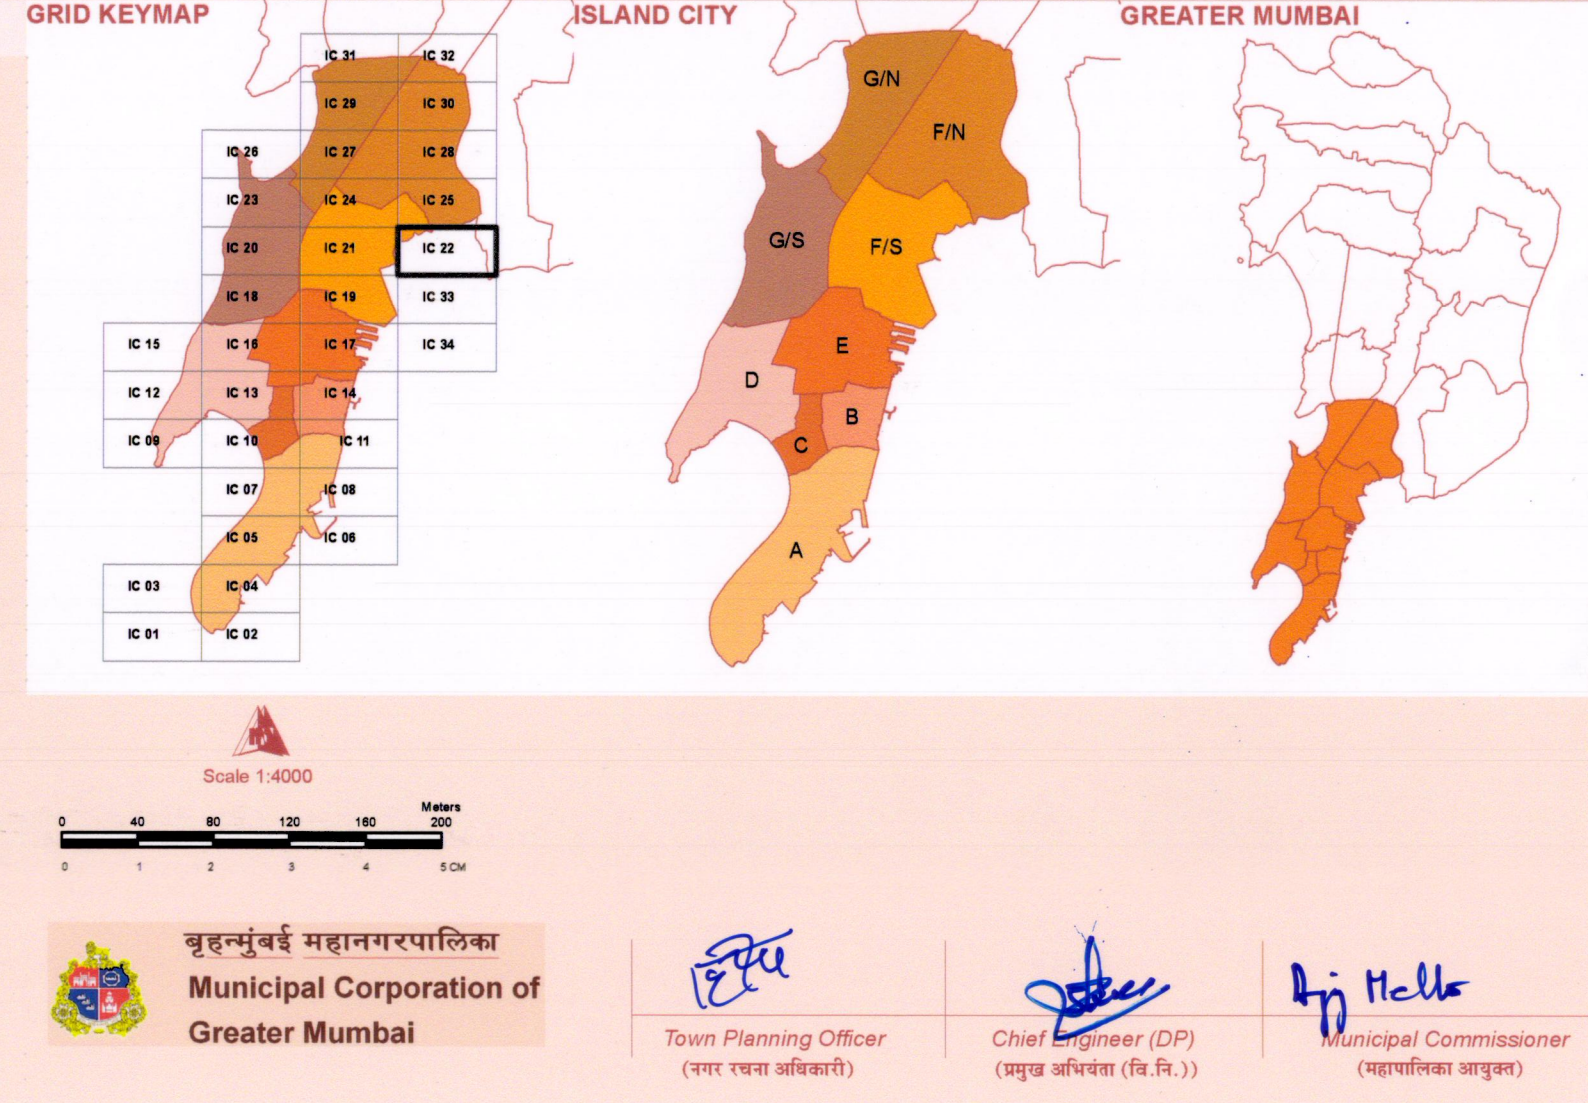 GRID KEYMAP
ISLAND CITY
GREATER MUMBAI
IC 31
IC 32
IC 29
IC 30
IC 26
IC 27
IC 28
IC 23
IC 24
IC 25
IC 20
IC 21
IC 22
IC 18
IC 19
IC 33
IC 15
IC 16
IC 17
IC 34
IC 12
IC 13
IC 14
IC 09
IC 10
IC 11
IC 07
IC 08
IC 05
IC 06
IC 03
IC 04
IC 01
IC 02
G/N
F/N
G/S
F/S
E
D
B
C
A
Scale 1:4000
Meters
0 40 80 120 160 200
0 1 2 3 4 5 CM
बृहन्मुंबई महानगरपालिका
Municipal Corporation of
Greater Mumbai
Town Planning Officer
(नगर रचना अधिकारी)
Chief Engineer (DP)
(प्रमुख अभियंता (वि.नि.))
Municipal Commissioner
(महापालिका आयुक्त)